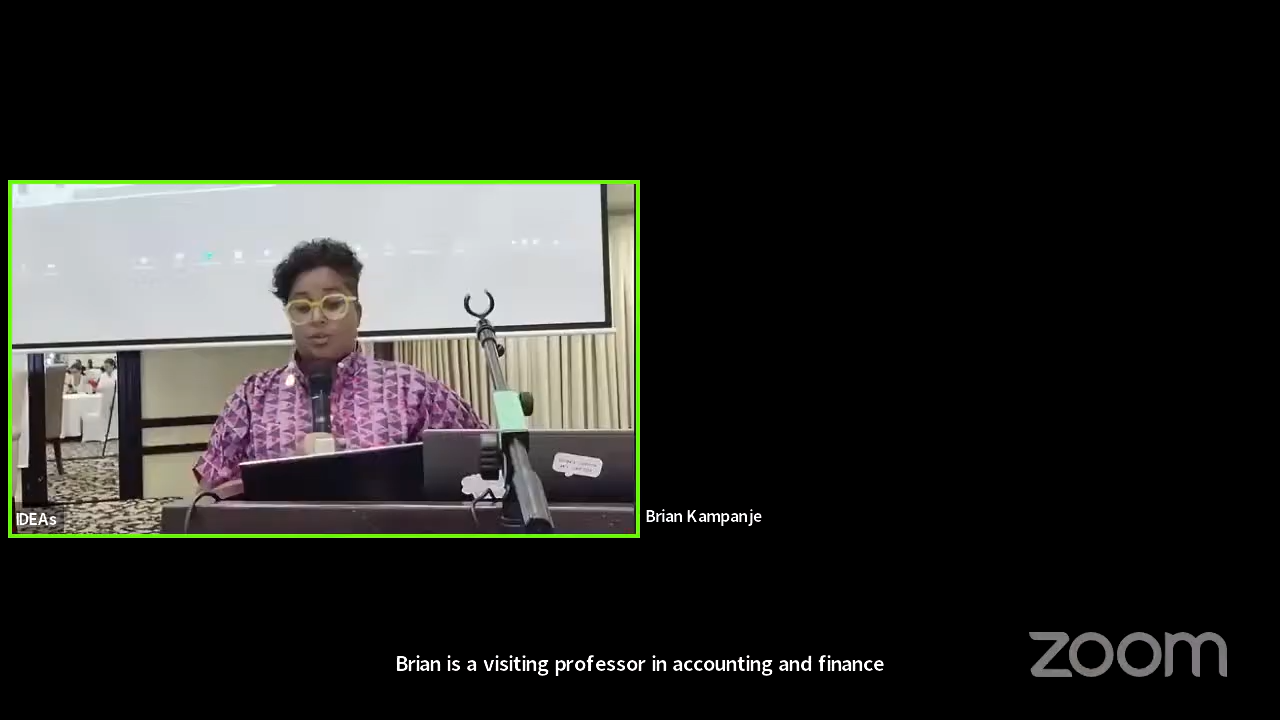 IDEAs
Brian Kampanje
Brian is a visiting professor in accounting and finance
zoom